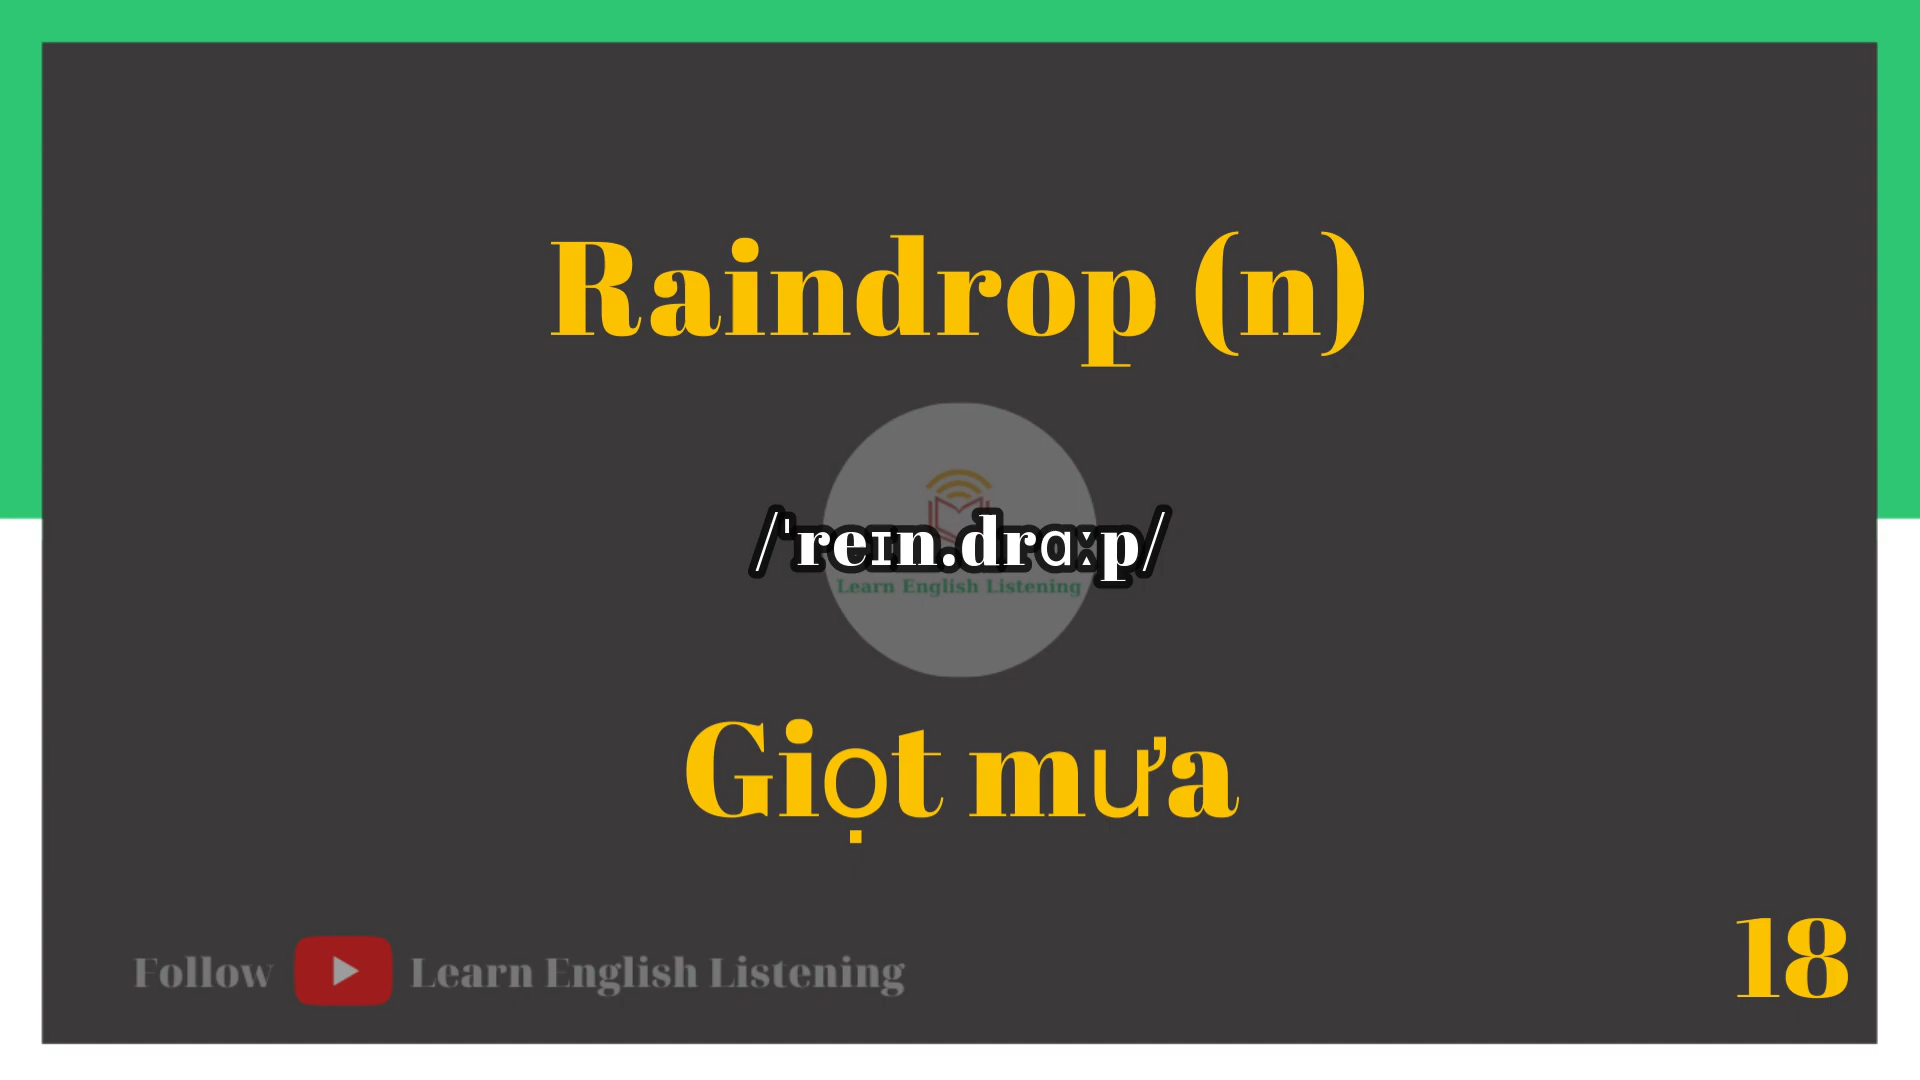 Raindrop (n)
/ˈreɪn.drɑːp/
Learn English Listening
Giọt mưa
Follow Learn English Listening
18